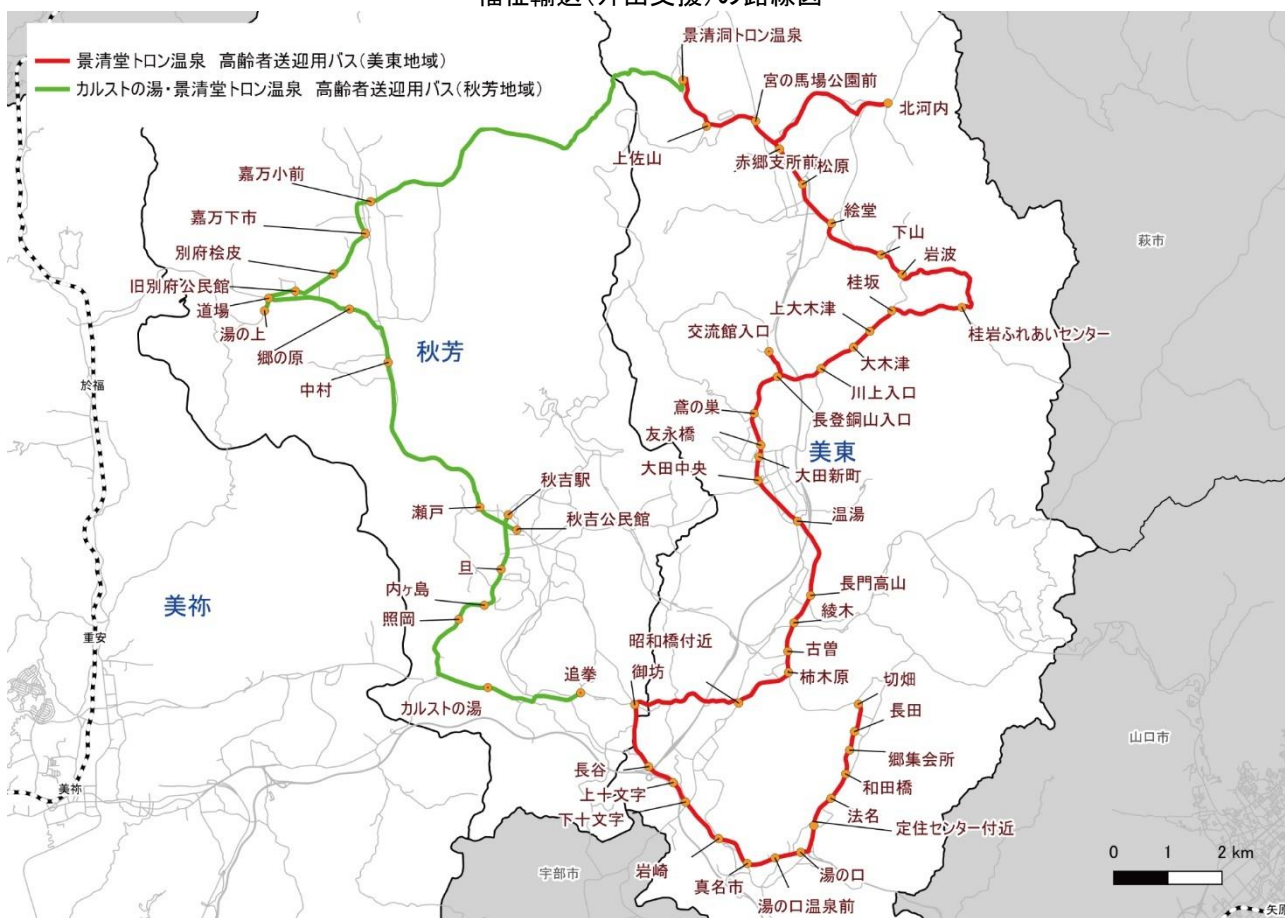 福祉輸送(外出支援)の路線図
景清堂トロン温泉 高齢者送迎用バス(美東地域)
カルストの湯・景清堂トロン温泉 高齢者送迎用バス(秋芳地域)
景清洞トロン温泉
宮の馬場公園前
北河内
上佐山
赤郷支所前
松原
嘉万小前
絵堂
嘉万下市
下山
萩市
岩波
別府桧皮
旧別府公民館
桂坂
道場
上大木津
湯の上
交流館入口
桂岩ふれあいセンター
郷の原
秋芳
大木津
中村
於福
川上入口
長登銅山入口
鳶の巣
友永橋
美東
大田中央
大田新町
秋吉駅
瀬戸
秋吉公民館
温湯
旦
内ヶ島
長門高山
美祢
照岡
綾木
重安
昭和橋付近
古曽
追拳
御坊
柿木原
切畑
カルストの湯
長田
山口市
郷集会所
長谷
和田橋
美祢
上十文字
法名
下十文字
定住センター付近
0 1 2 km
岩崎
湯の口
宇部市
真名市
湯の口温泉前
矢原